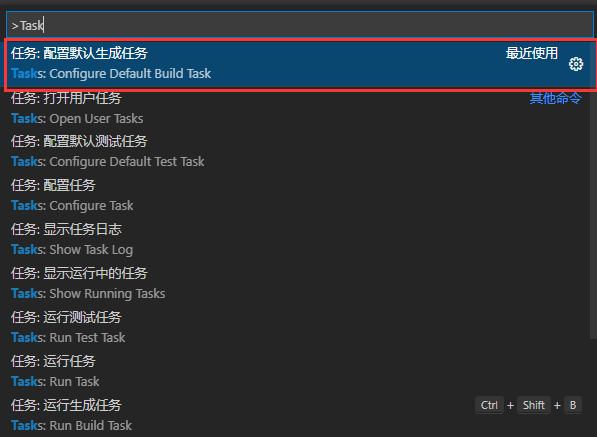 >Task
任务: 配置默认生成任务 最近使用
Tasks: Configure Default Build Task
任务: 打开用户任务 其他命令
Tasks: Open User Tasks
任务: 配置默认测试任务
Tasks: Configure Default Test Task
任务: 配置任务
Tasks: Configure Task
任务: 显示任务日志
Tasks: Show Task Log
任务: 显示运行中的任务
Tasks: Show Running Tasks
任务: 运行测试任务
Tasks: Run Test Task
任务: 运行任务
Tasks: Run Task
任务: 运行生成任务 Ctrl + Shift + B
Tasks: Run Build Task